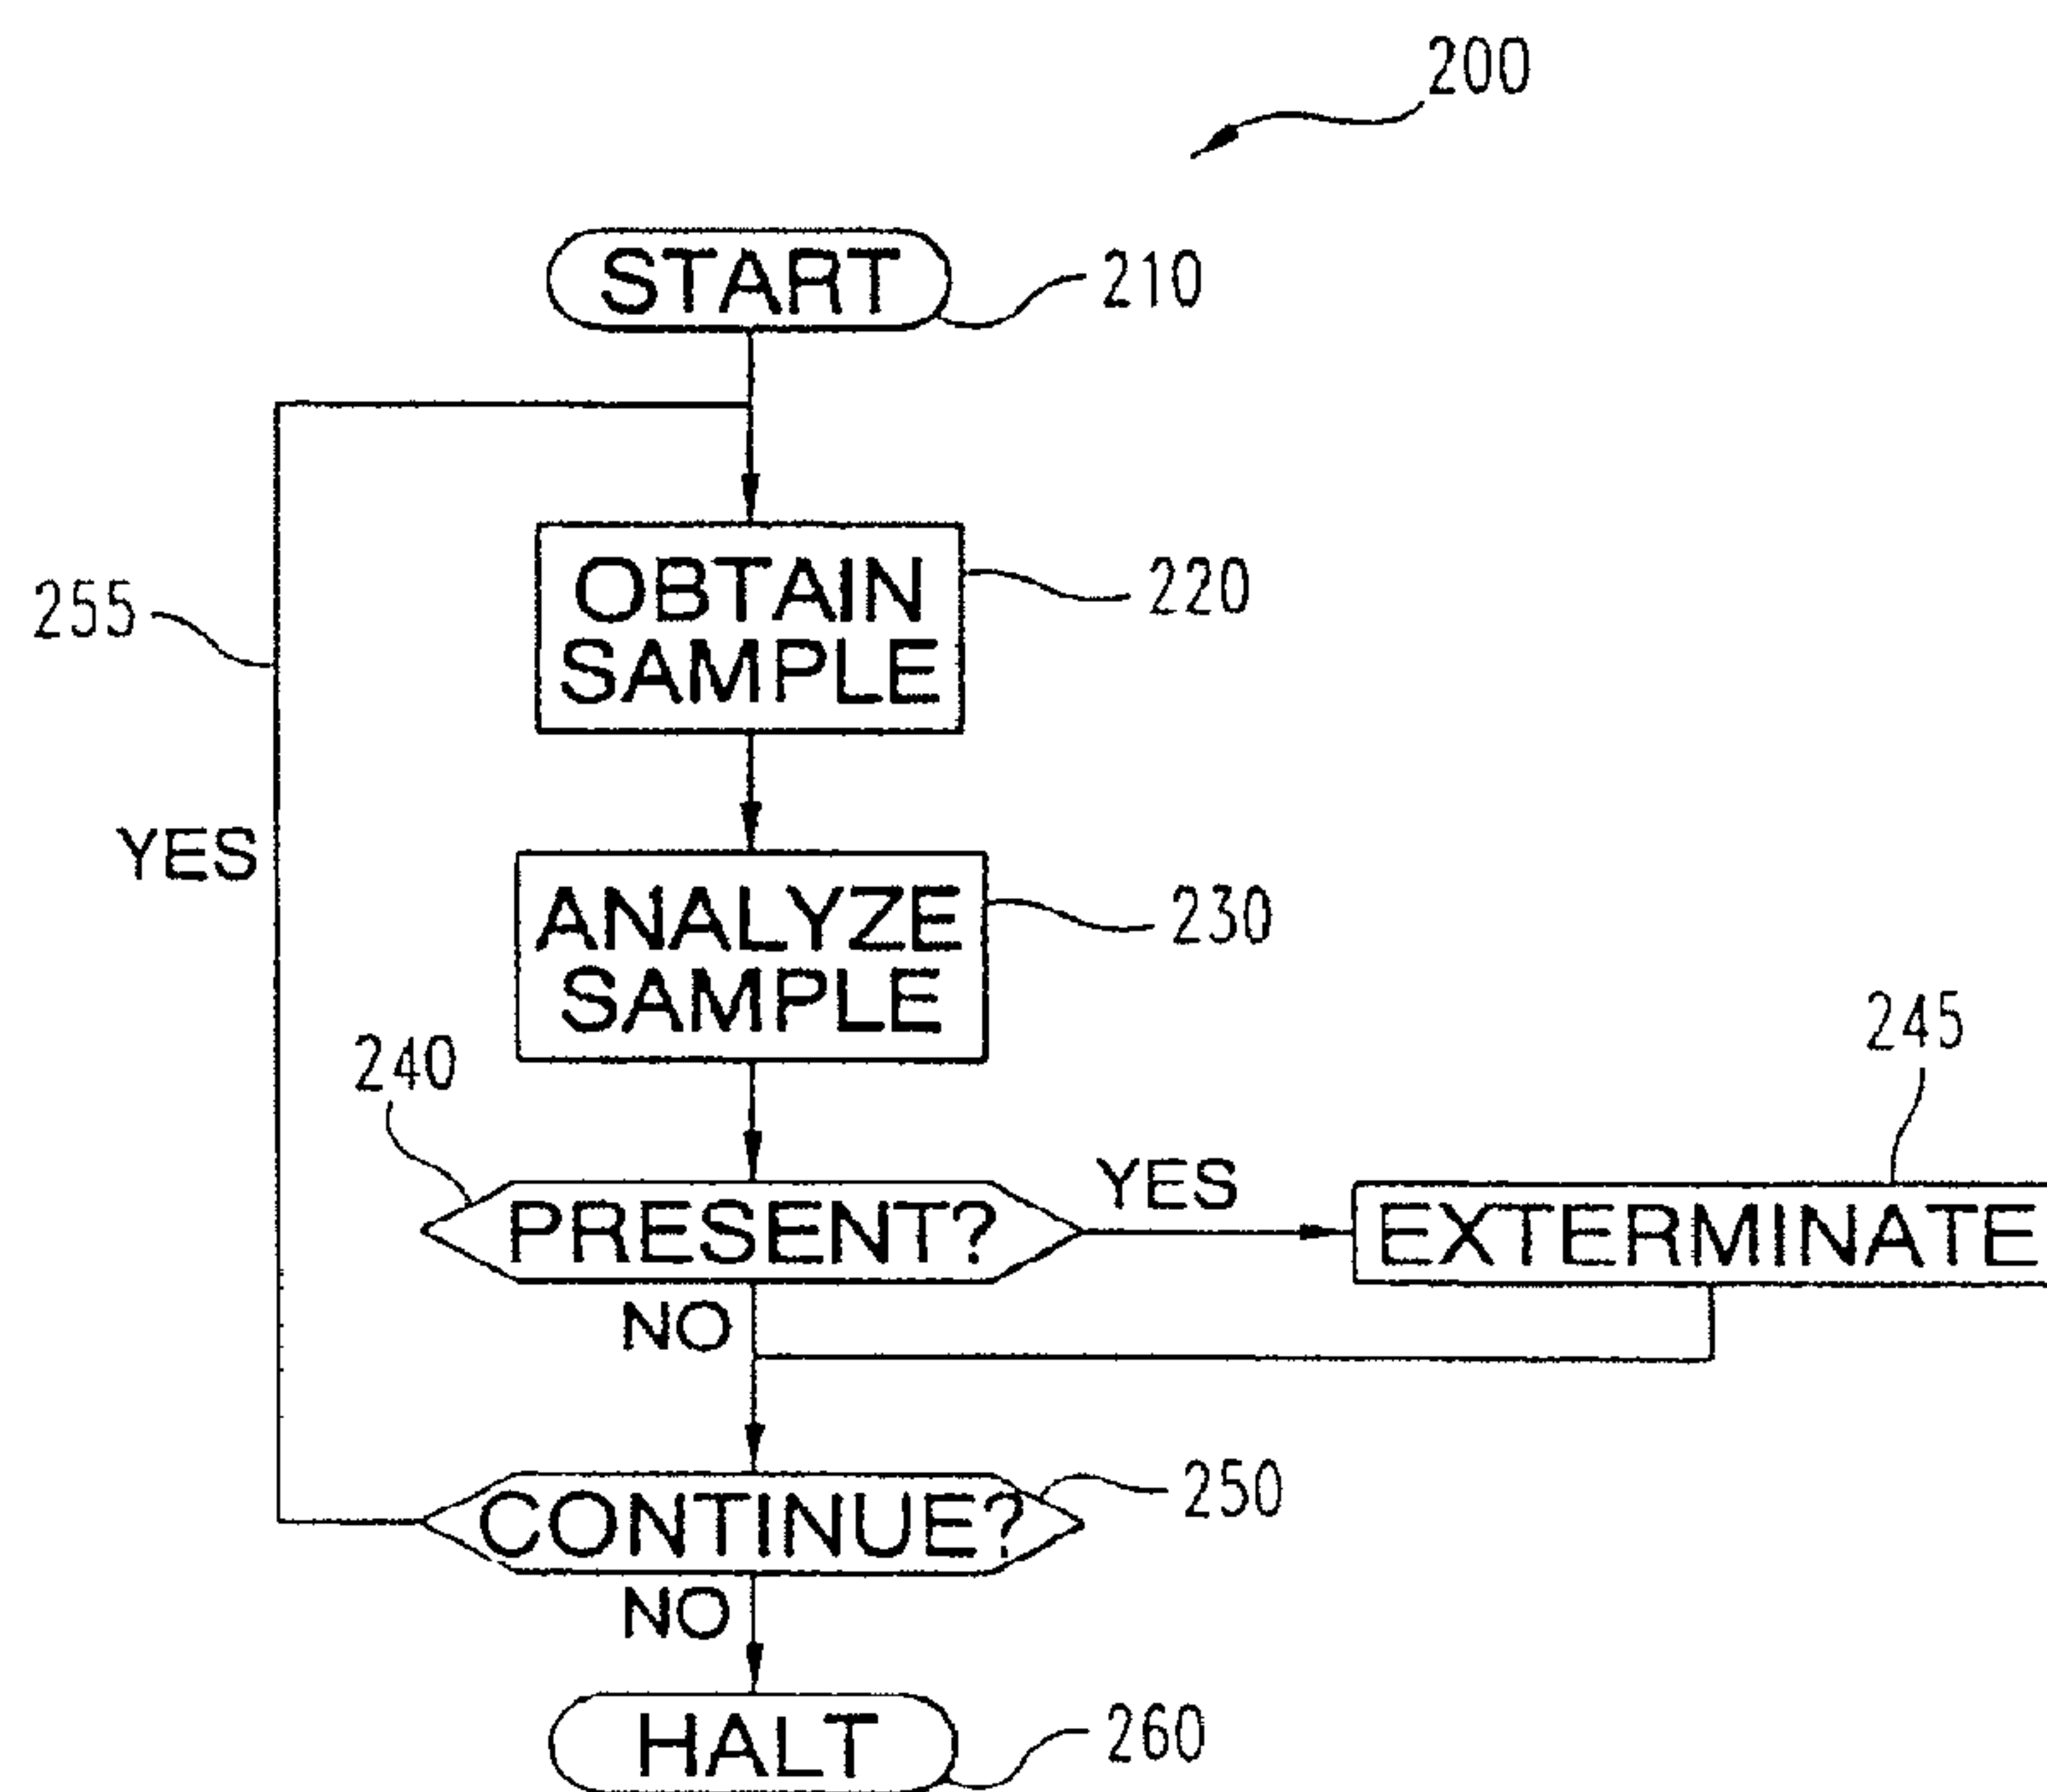 200
START
210
OBTAIN
SAMPLE
220
255
YES
ANALYZE
SAMPLE
230
240
245
PRESENT?
YES
EXTERMINATE
NO
CONTINUE?
250
NO
HALT
260